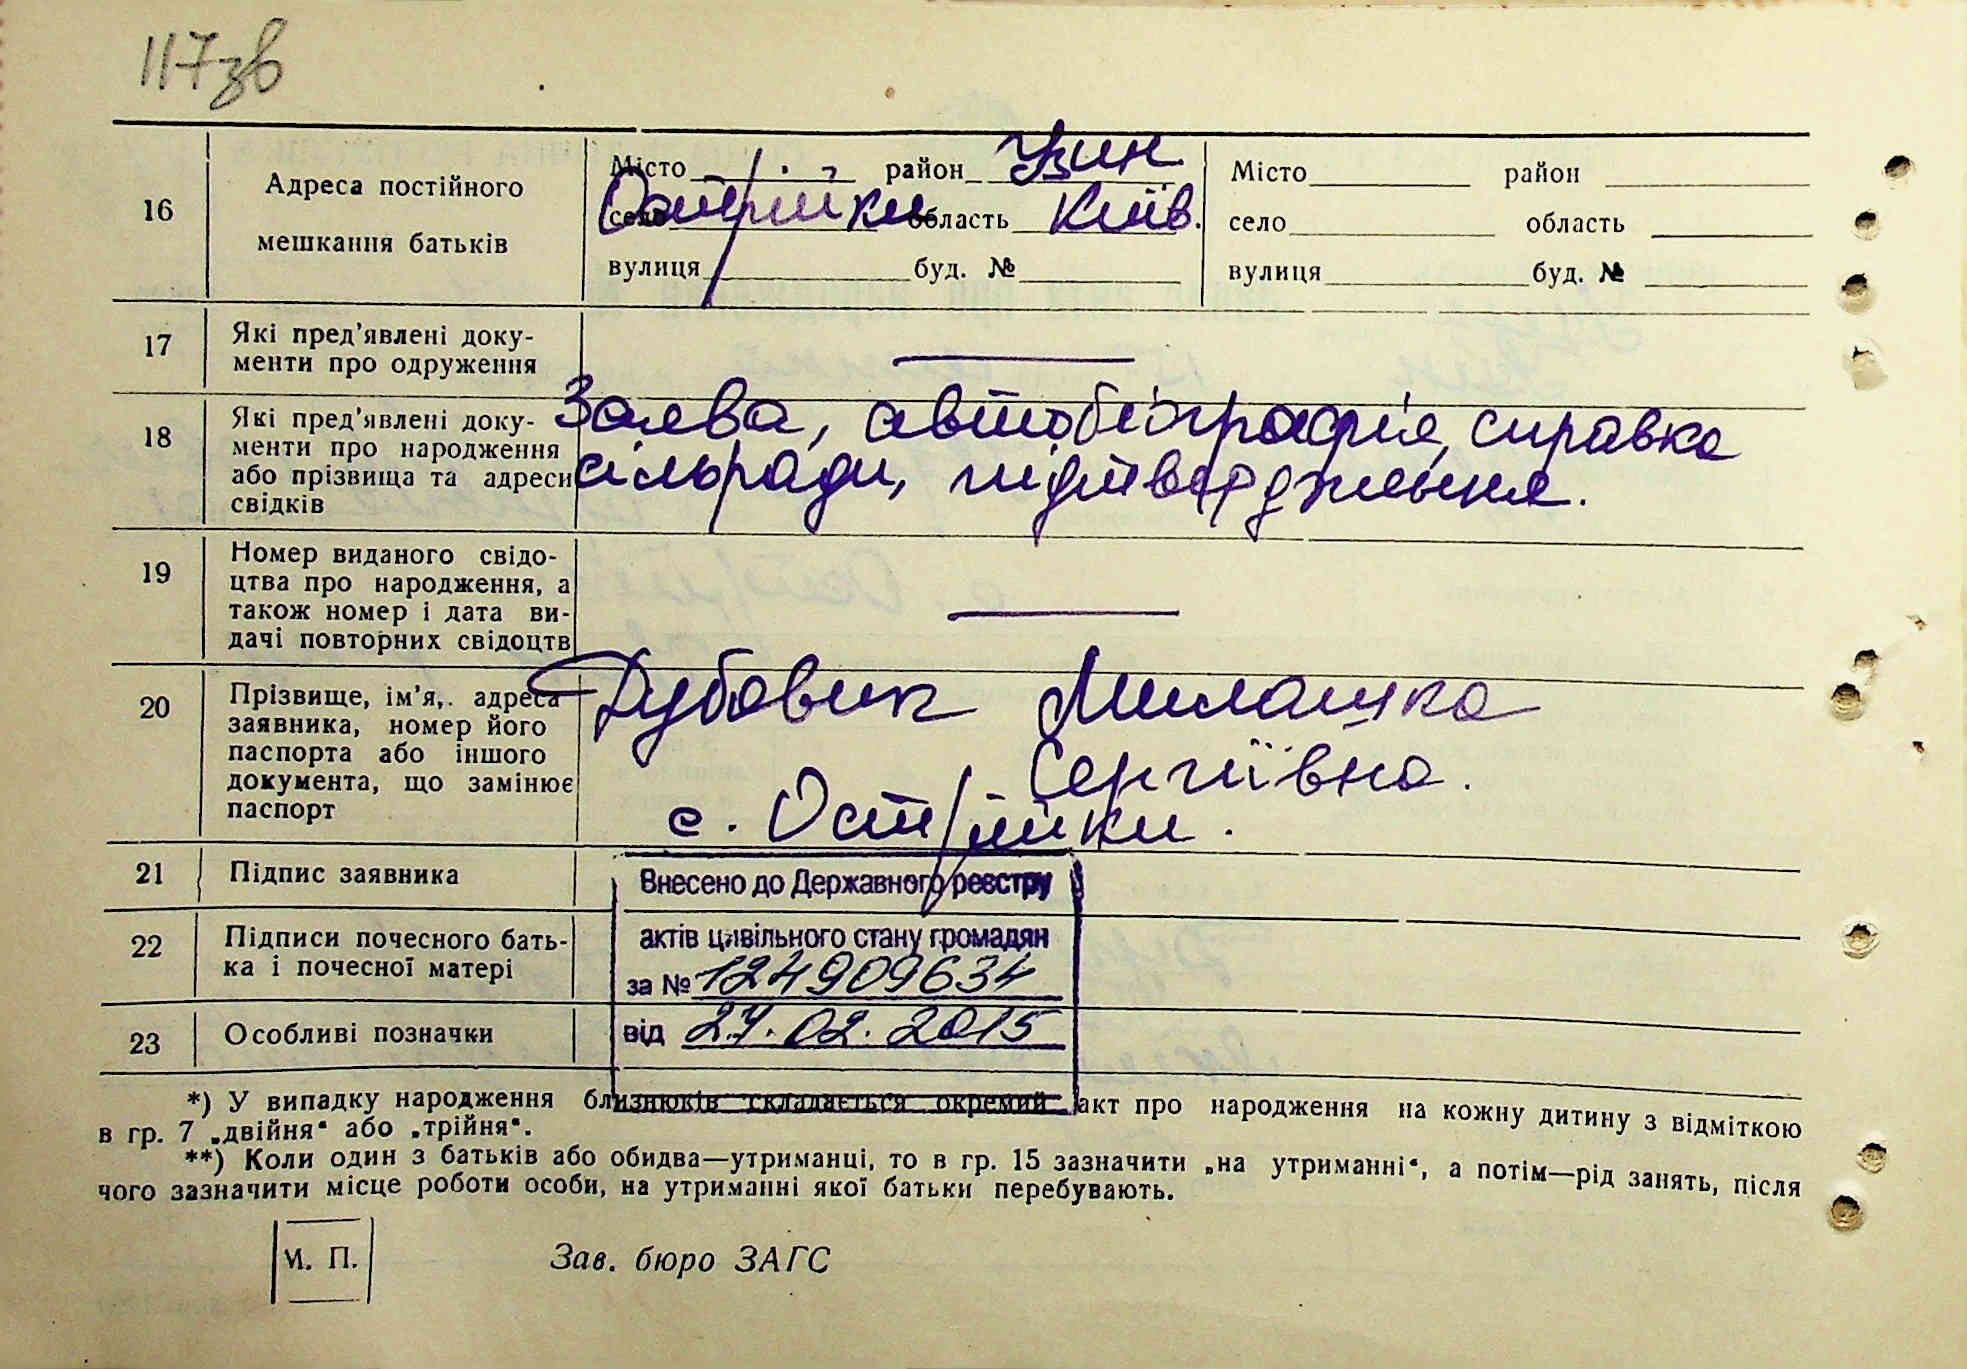 117зв
16 Адреса постійного мешкання батьків
Місто район Узин Місто район
село Острійки область Київ. село область
вулиця буд. № вулиця буд. №
17 Які пред'явлені доку-
менти про одруження
18 Які пред'явлені доку-
менти про народження
або прізвища та адреси
свідків
Заява, автобіографія, справка
сільради, підтвердження.
19 Номер виданого свідо-
цтва про народження, а
також номер і дата ви-
дачі повторних свідоцтв
20 Прізвище, ім'я, адреса
заявника, номер його
паспорта або іншого
документа, що замінює
паспорт
Дубовик Милашка
Сергіївна.
с. Острійки.
21 Підпис заявника
22 Підписи почесного бать-
ка і почесної матері
23 Особливі позначки
Внесено до Державного реєстру
актів цивільного стану громадян
за № 124909634
від 27.02.2015
*) У випадку народження близнюків складається окремий акт про народження на кожну дитину з відміткою
в гр. 7 „двійня“ або „трійня“.
**) Коли один з батьків або обидва—утриманці, то в гр. 15 зазначити „на утриманні“, а потім—рід занять, після
чого зазначити місце роботи особи, на утриманні якої батьки перебувають.
М. П. Зав. бюро ЗАГС